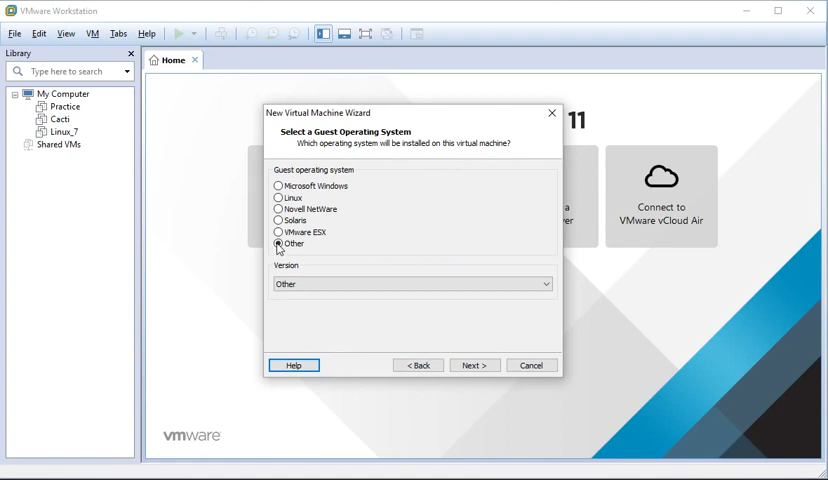 VMware Workstation
File Edit View VM Tabs Help
Library
Type here to search
My Computer
Practice
Cacti
Linux_7
Shared VMs
Home
11
New Virtual Machine Wizard
Select a Guest Operating System
Which operating system will be installed on this virtual machine?
Guest operating system
Microsoft Windows
Linux
Novell NetWare
Solaris
VMware ESX
Other
Version
Other
Help
< Back
Next >
Cancel
a
Connect to
VMware vCloud Air
vmware